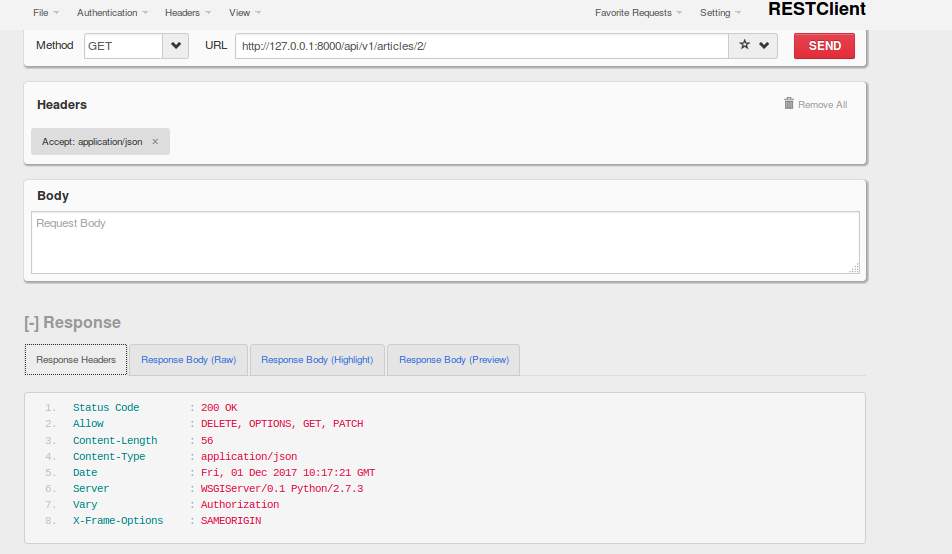 File Authentication Headers View Favorite Requests Setting RESTClient
Method GET URL http://127.0.0.1:8000/api/v1/articles/2/ SEND
Headers Remove All
Accept: application/json ×
Body
Request Body
[-] Response
Response Headers Response Body (Raw) Response Body (Highlight) Response Body (Preview)
1. Status Code : 200 OK
2. Allow : DELETE, OPTIONS, GET, PATCH
3. Content-Length : 56
4. Content-Type : application/json
5. Date : Fri, 01 Dec 2017 10:17:21 GMT
6. Server : WSGIServer/0.1 Python/2.7.3
7. Vary : Authorization
8. X-Frame-Options : SAMEORIGIN